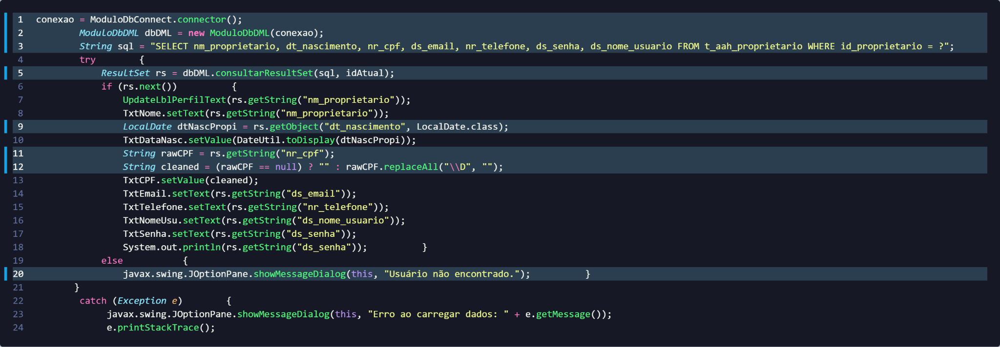 1 conexao = ModuloDbConnect.connector();
2 ModuloDbDML dbDML = new ModuloDbDML(conexao);
3 String sql = "SELECT nm_proprietario, dt_nascimento, nr_cpf, ds_email, nr_telefone, ds_senha, ds_nome_usuario FROM t_aah_proprietario WHERE id_proprietario = ?";
4 try {
5 ResultSet rs = dbDML.consultarResultSet(sql, idAtual);
6 if (rs.next()) {
7 UpdateLblPerfilText(rs.getString("nm_proprietario"));
8 TxtNome.setText(rs.getString("nm_proprietario"));
9 LocalDate dtNascPropi = rs.getObject("dt_nascimento", LocalDate.class);
10 TxtDataNasc.setValue(DateUtil.toDisplay(dtNascPropi));
11 String rawCPF = rs.getString("nr_cpf");
12 String cleaned = (rawCPF == null) ? "" : rawCPF.replaceAll("\\D", "");
13 TxtCPF.setValue(cleaned);
14 TxtEmail.setText(rs.getString("ds_email"));
15 TxtTelefone.setText(rs.getString("nr_telefone"));
16 TxtNomeUsu.setText(rs.getString("ds_nome_usuario"));
17 TxtSenha.setText(rs.getString("ds_senha"));
18 System.out.println(rs.getString("ds_senha")); }
19 else {
20 javax.swing.JOptionPane.showMessageDialog(this, "Usuário não encontrado."); }
21 }
22 catch (Exception e) {
23 javax.swing.JOptionPane.showMessageDialog(this, "Erro ao carregar dados: " + e.getMessage());
24 e.printStackTrace();